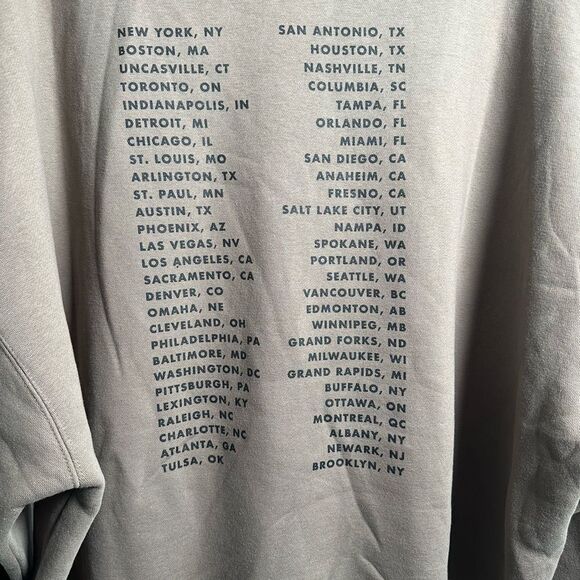 NEW YORK, NY
BOSTON, MA
UNCASVILLE, CT
TORONTO, ON
INDIANAPOLIS, IN
DETROIT, MI
CHICAGO, IL
ST. LOUIS, MO
ARLINGTON, TX
ST. PAUL, MN
AUSTIN, TX
PHOENIX, AZ
LAS VEGAS, NV
LOS ANGELES, CA
SACRAMENTO, CA
DENVER, CO
OMAHA, NE
CLEVELAND, OH
PHILADELPHIA, PA
BALTIMORE, MD
WASHINGTON, DC
PITTSBURGH, PA
LEXINGTON, KY
RALEIGH, NC
CHARLOTTE, NC
ATLANTA, GA
TULSA, OK
SAN ANTONIO, TX
HOUSTON, TX
NASHVILLE, TN
COLUMBIA, SC
TAMPA, FL
ORLANDO, FL
MIAMI, FL
SAN DIEGO, CA
ANAHEIM, CA
FRESNO, CA
SALT LAKE CITY, UT
NAMPA, ID
SPOKANE, WA
PORTLAND, OR
SEATTLE, WA
VANCOUVER, BC
EDMONTON, AB
WINNIPEG, MB
GRAND FORKS, ND
MILWAUKEE, WI
GRAND RAPIDS, MI
BUFFALO, NY
OTTAWA, ON
MONTREAL, QC
ALBANY, NY
NEWARK, NJ
BROOKLYN, NY